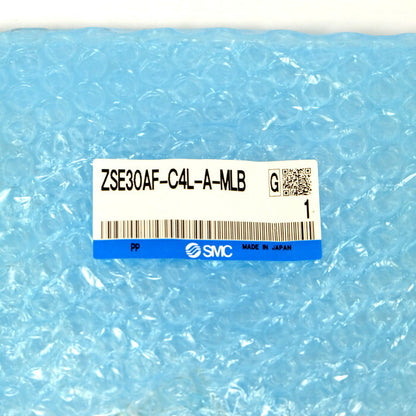 ZSE30AF-C4L-A-MLB G
1
PP SMC MADE IN JAPAN